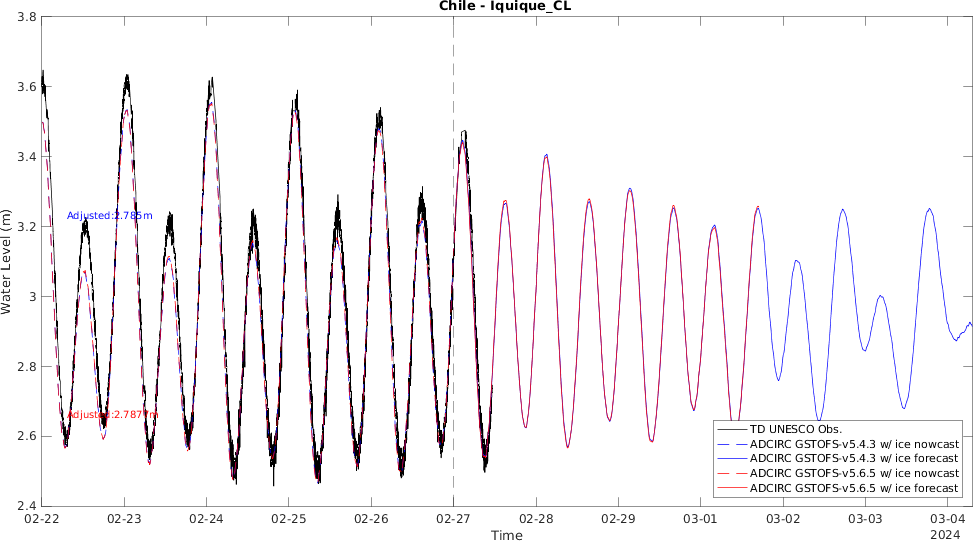 Chile - Iquique_CL
Water Level (m)
3.8
3.6
3.4
3.2
3
2.8
2.6
2.4
Adjusted:2.785m
Adjusted:2.787m
TD UNESCO Obs.
ADCIRC GSTOFS-v5.4.3 w/ ice nowcast
ADCIRC GSTOFS-v5.4.3 w/ ice forecast
ADCIRC GSTOFS-v5.6.5 w/ ice nowcast
ADCIRC GSTOFS-v5.6.5 w/ ice forecast
02-22 02-23 02-24 02-25 02-26 02-27 02-28 02-29 03-01 03-02 03-03 03-04
2024
Time